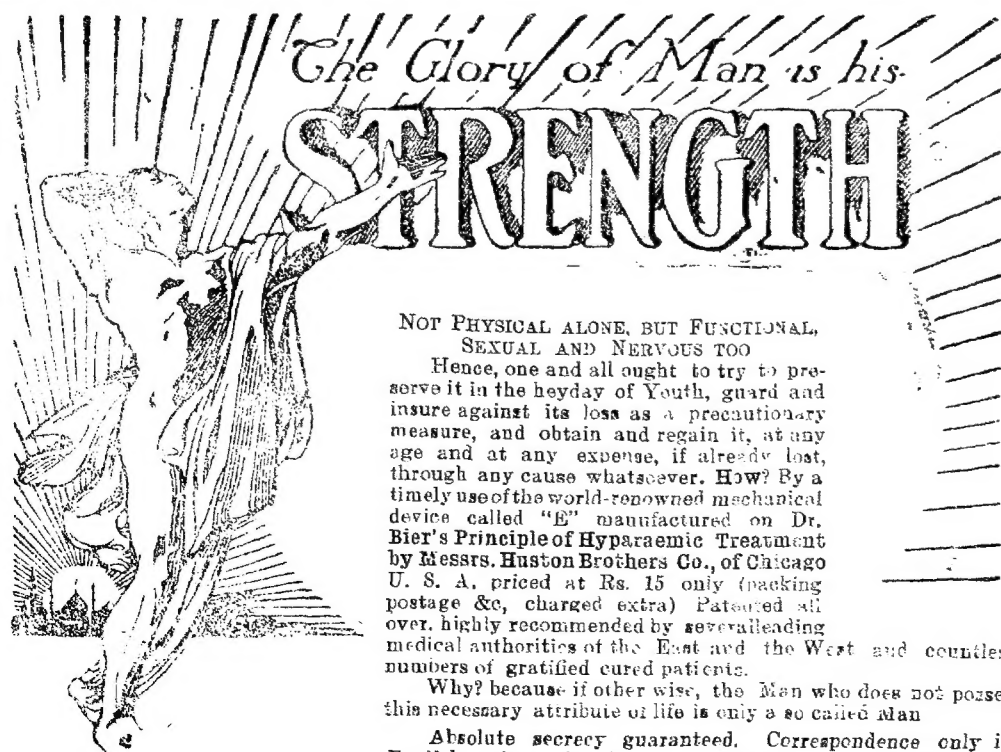 The Glory of Man is his
STRENGTH
NOT PHYSICAL ALONE, BUT FUNCTIONAL,
SEXUAL AND NERVOUS TOO
Hence, one and all ought to try to pre-
serve it in the heyday of Youth, guard and
insure against its loss as a precautionary
measure, and obtain and regain it, at any
age and at any expense, if already lost,
through any cause whatsoever. How? By a
timely use of the world-renowned mechanical
device called "E" manufactured on Dr.
Bier's Principle of Hyparaemic Treatment
by Messrs. Huston Brothers Co., of Chicago
U. S. A. priced at Rs. 15 only (packing
postage &c, charged extra) Patented all
over. highly recommended by several leading
medical authorities of the East and the West and countles
numbers of gratified cured patients.
Why? because if other wise, the Man who does not posse
this necessary attribute of life is only a so called Man
Absolute secrecy guaranteed. Correspondence only i